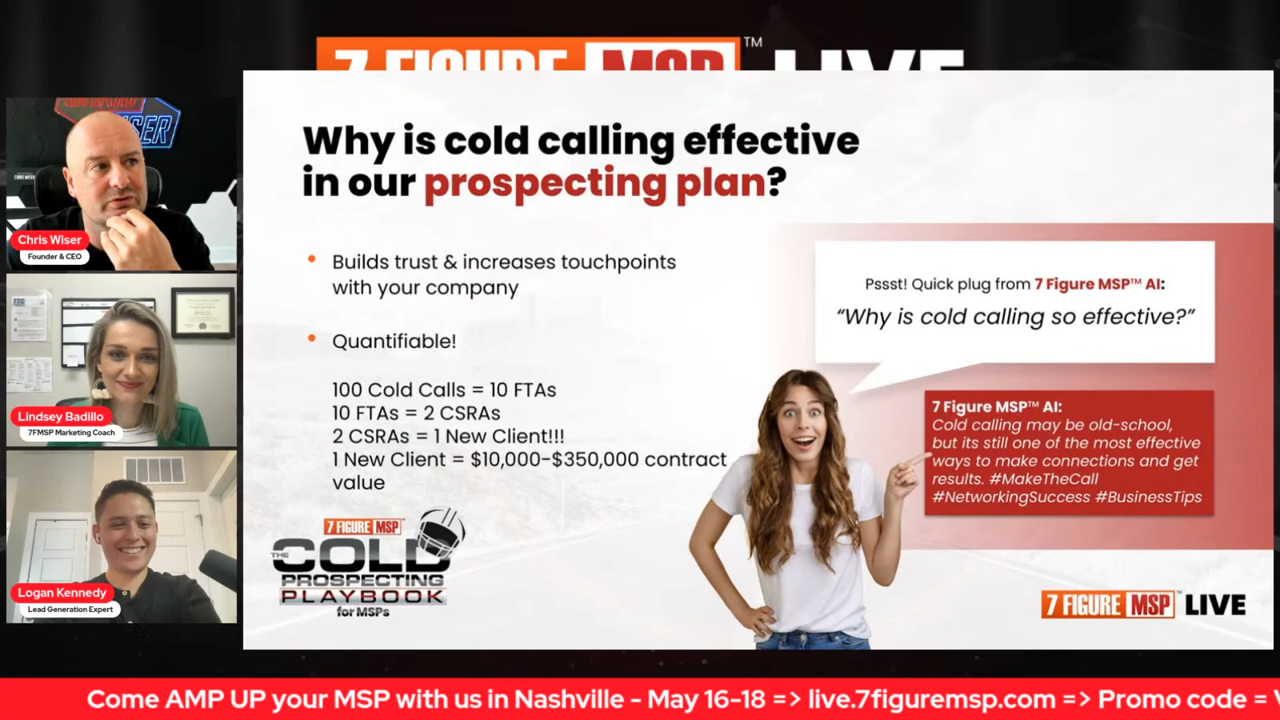 7 FIGURE MSP™ LIVE
Why is cold calling effective
in our prospecting plan?
• Builds trust & increases touchpoints
with your company
• Quantifiable!
100 Cold Calls = 10 FTAs
10 FTAs = 2 CSRAs
2 CSRAs = 1 New Client!!!
1 New Client = $10,000-$350,000 contract
value
Pssst! Quick plug from 7 Figure MSP™ AI:
“Why is cold calling so effective?”
7 Figure MSP™ AI:
Cold calling may be old-school,
but its still one of the most effective
ways to make connections and get
results. #MakeTheCall
#NetworkingSuccess #BusinessTips
7 FIGURE MSP
THE COLD
PROSPECTING
PLAYBOOK
for MSPs
7 FIGURE MSP™ LIVE
Chris Wiser
Founder & CEO
Lindsey Badillo
7FMSP Marketing Coach
Logan Kennedy
Lead Generation Expert
Come AMP UP your MSP with us in Nashville - May 16-18 => live.7figuremsp.com => Promo code =